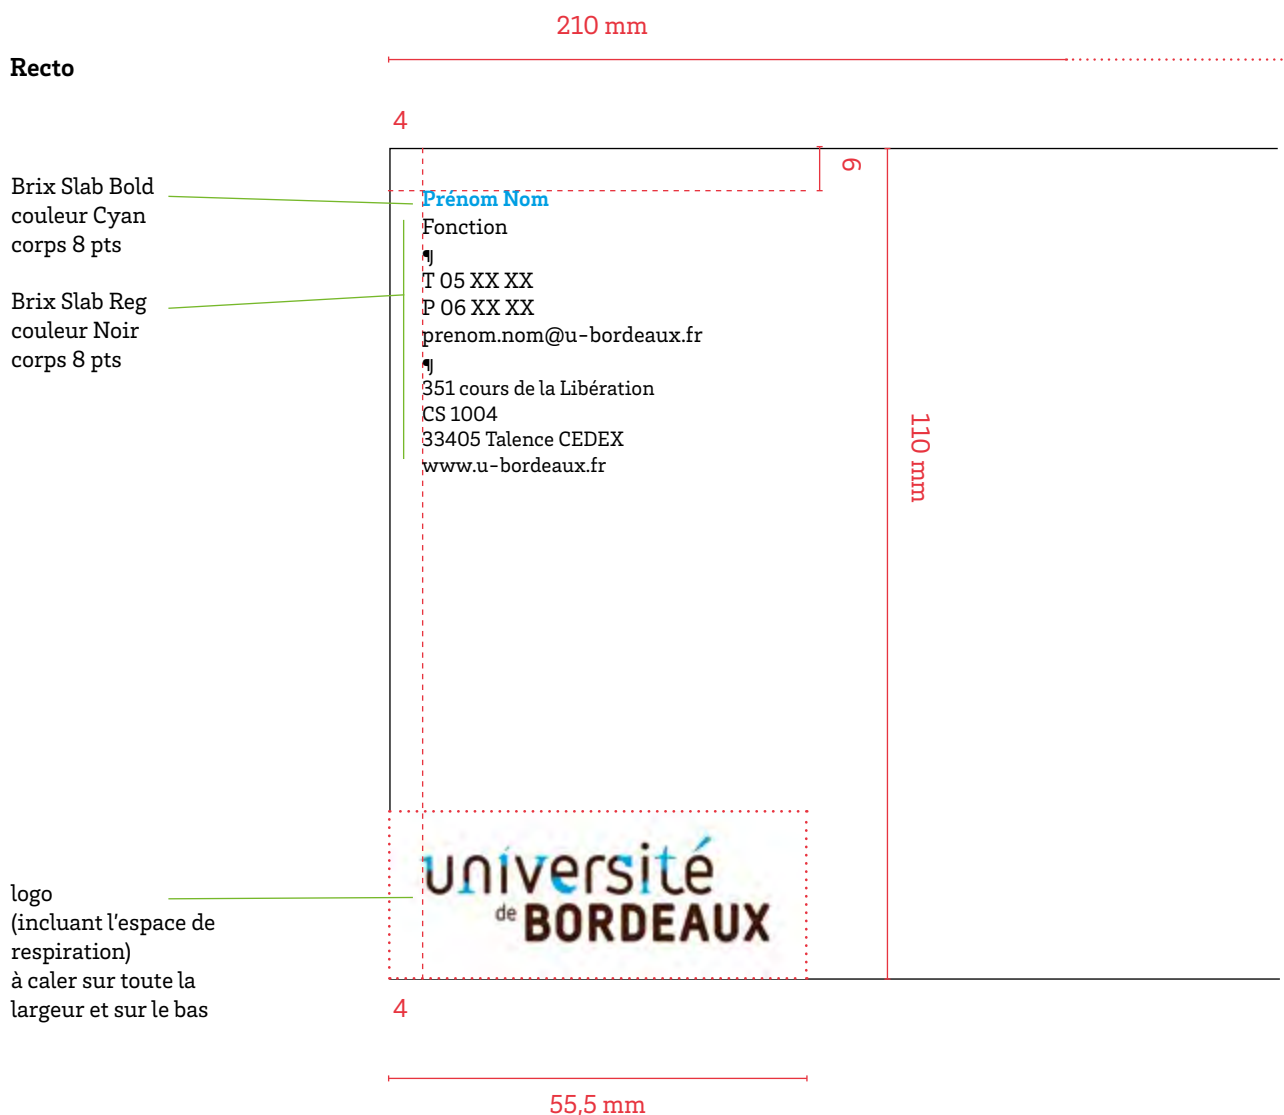 210 mm
Recto
4
6
Brix Slab Bold
couleur Cyan
corps 8 pts
Brix Slab Reg
couleur Noir
corps 8 pts
Prénom Nom
Fonction
¶
T 05 XX XX
P 06 XX XX
prenom.nom@u-bordeaux.fr
¶
351 cours de la Libération
CS 1004
33405 Talence CEDEX
www.u-bordeaux.fr
110 mm
université
de BORDEAUX
logo
(incluant l'espace de
respiration)
à caler sur toute la
largeur et sur le bas
4
55,5 mm